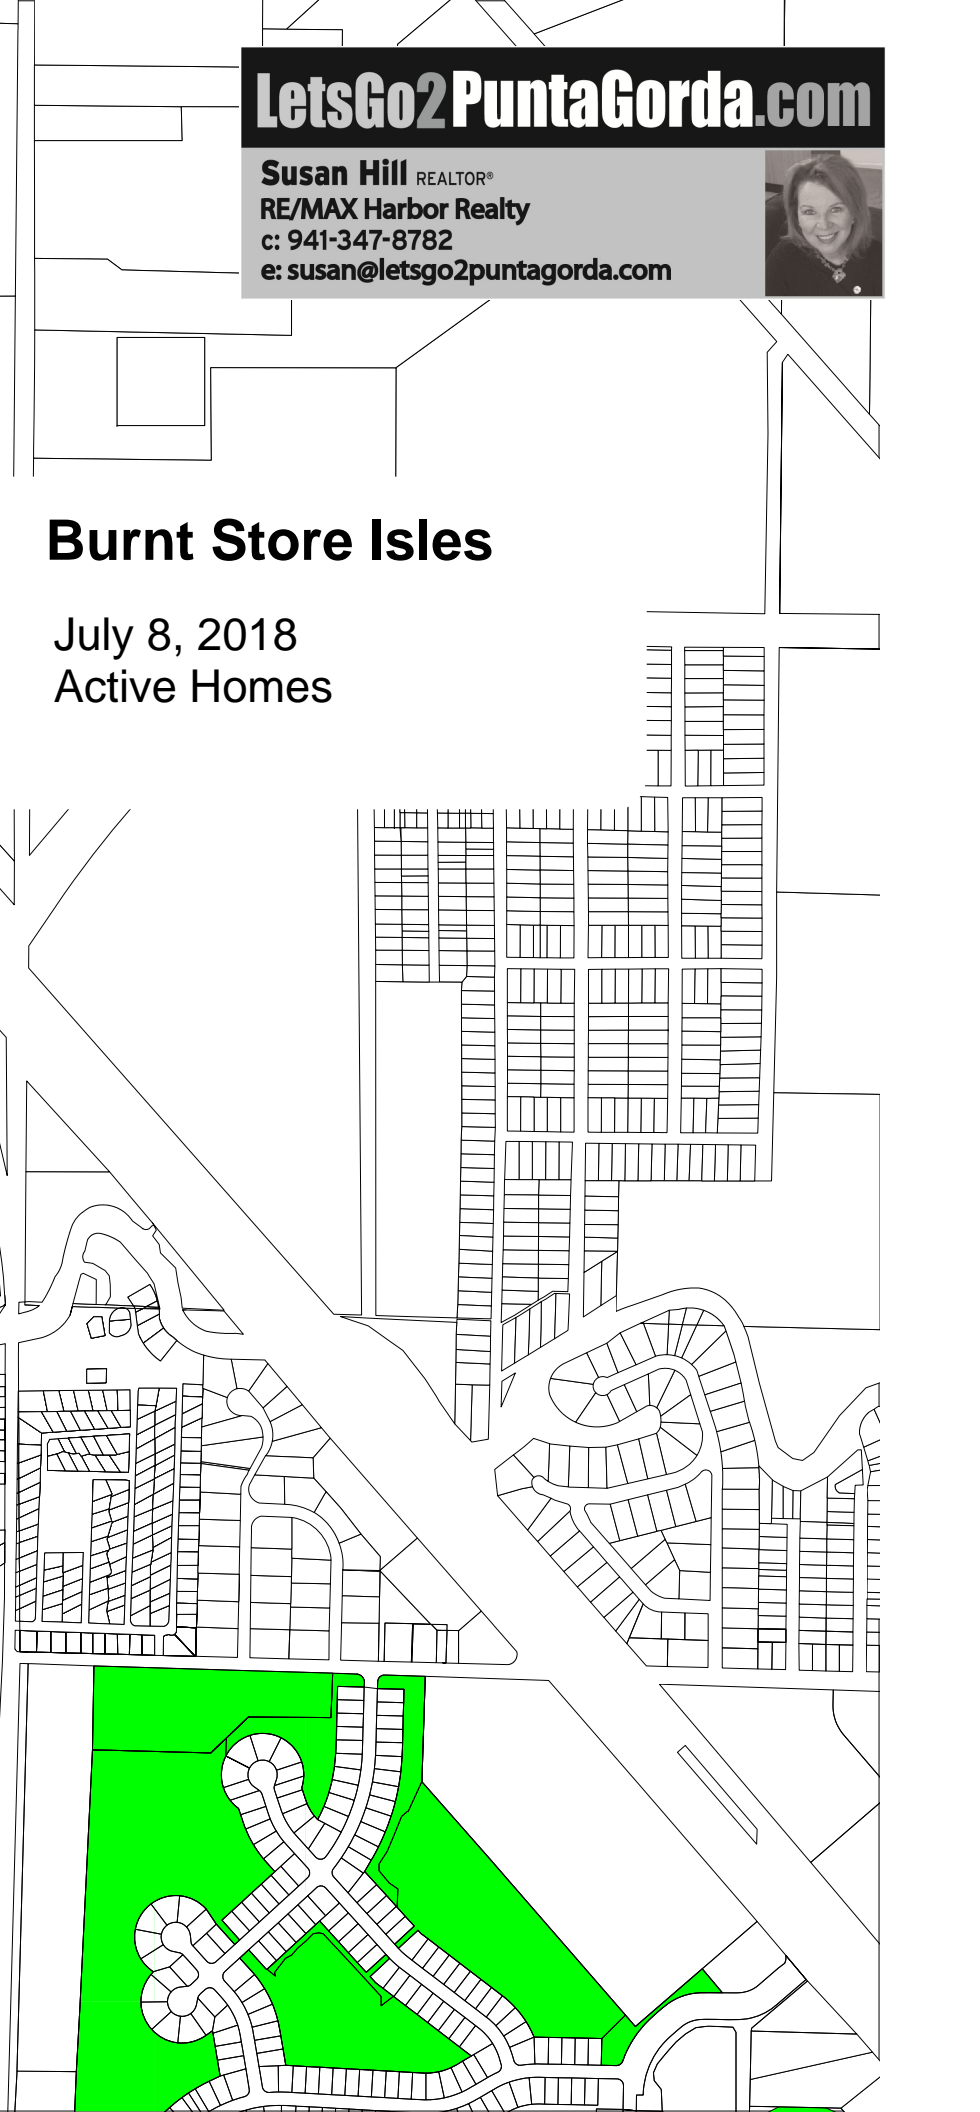 LetsGo2PuntaGorda.com
Susan Hill REALTOR®
RE/MAX Harbor Realty
c: 941-347-8782
e: susan@letsgo2puntagorda.com
Burnt Store Isles
July 8, 2018
Active Homes